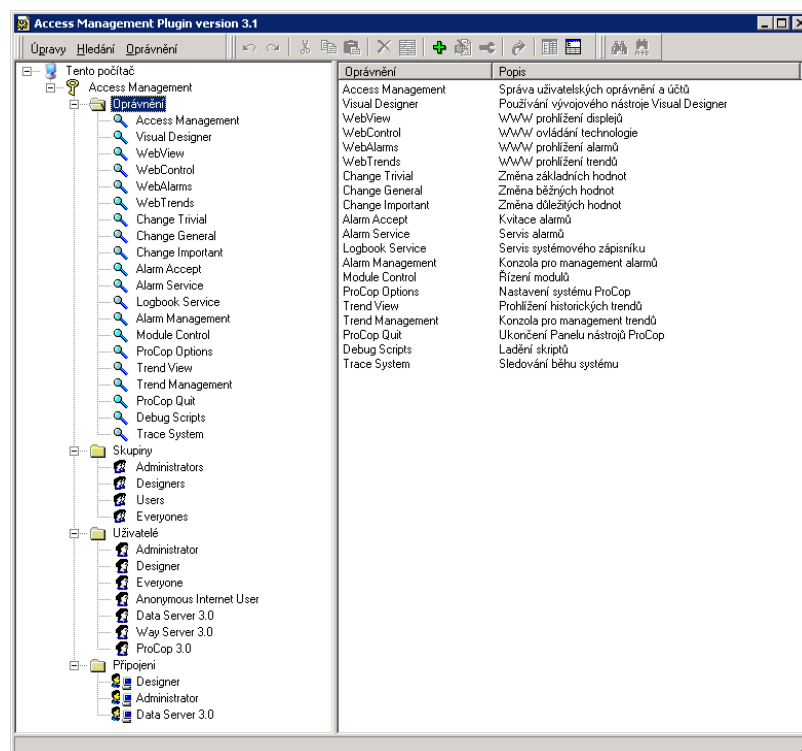 Access Management Plugin version 3.1
Úpravy Hledání Oprávnění
Tento počítač
Access Management
Oprávnění
Access Management
Visual Designer
WebView
WebControl
WebAlarms
WebTrends
Change Trivial
Change General
Change Important
Alarm Accept
Alarm Service
Logbook Service
Alarm Management
Module Control
ProCop Options
Trend View
Trend Management
ProCop Quit
Debug Scripts
Trace System
Skupiny
Administrators
Designers
Users
Everyones
Uživatelé
Administrator
Designer
Everyone
Anonymous Internet User
Data Server 3.0
Way Server 3.0
ProCop 3.0
Připojeni
Designer
Administrator
Data Server 3.0
Oprávnění Popis
Access Management Správa uživatelských oprávnění a účtů
Visual Designer Používání vývojového nástroje Visual Designer
WebView WWW prohlížení displejů
WebControl WWW ovládání technologie
WebAlarms WWW prohlížení alarmů
WebTrends WWW prohlížení trendů
Change Trivial Změna základních hodnot
Change General Změna běžných hodnot
Change Important Změna důležitých hodnot
Alarm Accept Kvitace alarmů
Alarm Service Servis alarmů
Logbook Service Servis systémového zápisníku
Alarm Management Konzola pro management alarmů
Module Control Řízení modulů
ProCop Options Nastavení systému ProCop
Trend View Prohlížení historických trendů
Trend Management Konzola pro management trendů
ProCop Quit Ukončení Panelu nástrojů ProCop
Debug Scripts Ladění skriptů
Trace System Sledování běhu systému